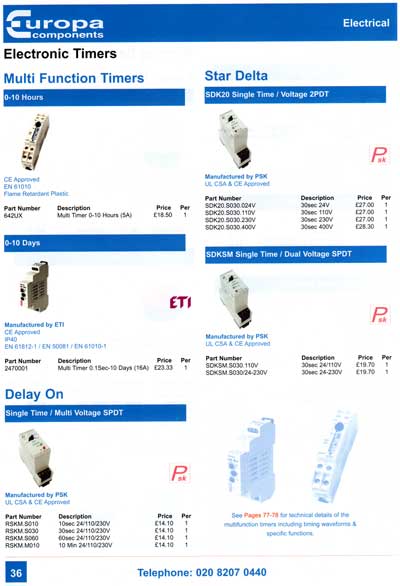 Europa
components
Electrical
Electronic Timers
Multi Function Timers
0-10 Hours
CE Approved
EN 61010
Flame Retardant Plastic
Part Number Description Price Per
642UX Multi Timer 0-10 Hours (5A) £18.50 1
0-10 Days
ETI
Manufactured by ETI
CE Approved
IP40
EN 61812-1 / EN 50081 / EN 61010-1
Part Number Description Price Per
2470001 Multi Timer 0.1Sec-10 Days (16A) £23.33 1
Delay On
Single Time / Multi Voltage SPDT
Psk
Manufactured by PSK
UL CSA & CE Approved
Part Number Description Price Per
RSKM.S010 10sec 24/110/230V £14.10 1
RSKM.S030 30sec 24/110/230V £14.10 1
RSKM.S060 60sec 24/110/230V £14.10 1
RSKM.M010 10 Min 24/110/230V £14.10 1
Star Delta
SDK20 Single Time / Voltage 2PDT
Psk
Manufactured by PSK
UL CSA & CE Approved
Part Number Description Price Per
SDK20.S030.024V 30sec 24V £27.00 1
SDK20.S030.110V 30sec 110V £27.00 1
SDK20.S030.230V 30sec 230V £27.00 1
SDK20.S030.400V 30sec 400V £28.30 1
SDKSM Single Time / Dual Voltage SPDT
Psk
Manufactured by PSK
UL CSA & CE Approved
Part Number Description Price Per
SDKSM.S030.110V 30sec 24/110V £19.70 1
SDKSM.S030/24-230V 30sec 24-230V £19.70 1
See Pages 77-78 for technical details of the
multifunction timers including timing waveforms &
specific functions.
36
Telephone: 020 8207 0440